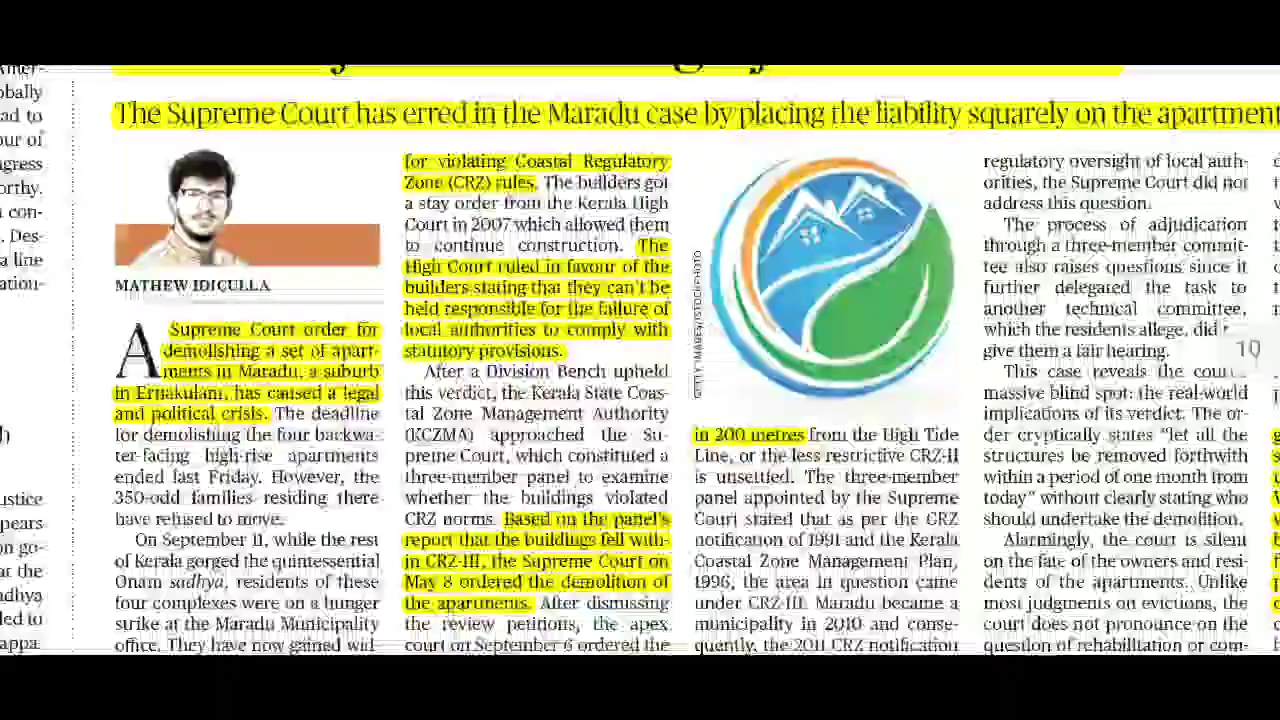 The Supreme Court has erred in the Maradu case by placing the liability squarely on the apartment
MATHEW IDICULLA
A Supreme Court order for
demolishing a set of apart-
ments in Maradu, a suburb
in Ernakulam, has caused a legal
and political crisis. The deadline
for demolishing the four backwa-
ter-facing high-rise apartments
ended last Friday. However, the
350-odd families residing there
have refused to move.
On September 11, while the rest
of Kerala gorged the quintessential
Onam sadhya, residents of these
four complexes were on a hunger
strike at the Maradu Municipality
office. They have now gained
for violating Coastal Regulatory
Zone (CRZ) rules. The builders got
a stay order from the Kerala High
Court in 2007 which allowed them
to continue construction. The
High Court ruled in favour of the
builders stating that they can't be
held responsible for the failure of
local authorities to comply with
statutory provisions.
After a Division Bench upheld
this verdict, the Kerala State Coas-
tal Zone Management Authority
(KCZMA) approached the Su-
preme Court, which constituted a
three-member panel to examine
whether the buildings violated
CRZ norms. Based on the panel's
report that the buildings fell with-
in CRZ-III, the Supreme Court on
May 8 ordered the demolition of
the apartments. After dismissing
the review petitions, the apex
court on September 6 ordered the
GETTY IMAGES/ISTOCKPHOTO
in 200 metres from the High Tide
Line, or the less restrictive CRZ-II
is unsettled. The three-member
panel appointed by the Supreme
Court stated that as per the CRZ
notification of 1991 and the Kerala
Coastal Zone Management Plan,
1996, the area in question came
under CRZ-III. Maradu became a
municipality in 2010 and conse-
quently, the 2011 CRZ notification
regulatory oversight of local auth-
orities, the Supreme Court did not
address this question.
The process of adjudication
through a three-member commit-
tee also raises questions since it
further delegated the task to
another technical committee,
which the residents allege, did
give them a fair hearing.
This case reveals the
massive blind spot: the real-world
implications of its verdict. The or-
der cryptically states "let all the
structures be removed forthwith
within a period of one month from
today" without clearly stating who
should undertake the demolition.
Alarmingly, the court is silent
on the fate of the owners and resi-
dents of the apartments. Unlike
most judgments on evictions, the
court does not pronounce on the
question of rehabilitation or com-
10